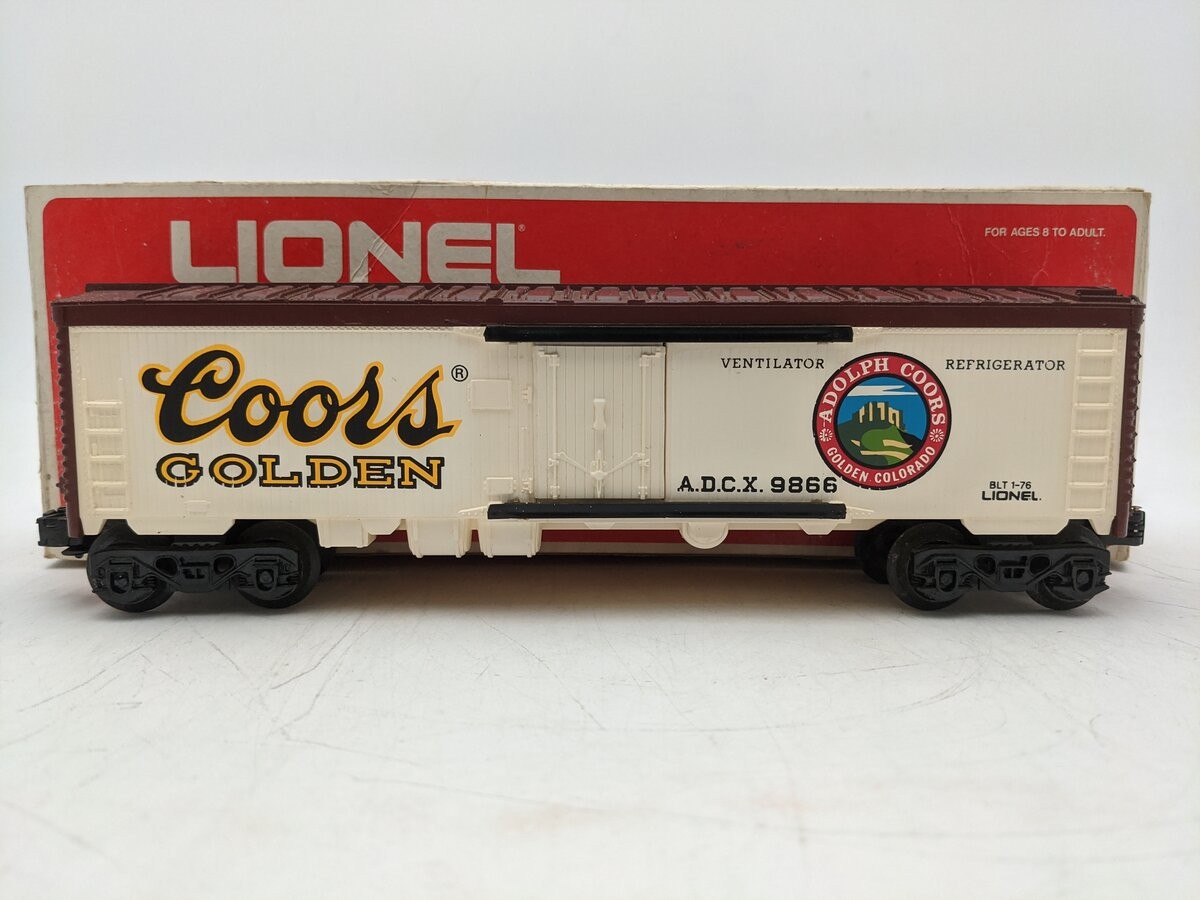 LIONEL®
FOR AGES 8 TO ADULT.
Coors®
GOLDEN
VENTILATOR
REFRIGERATOR
ADOLPH COORS
GOLDEN, COLORADO
A.D.C.X. 9866
BLT 1-76
LIONEL.